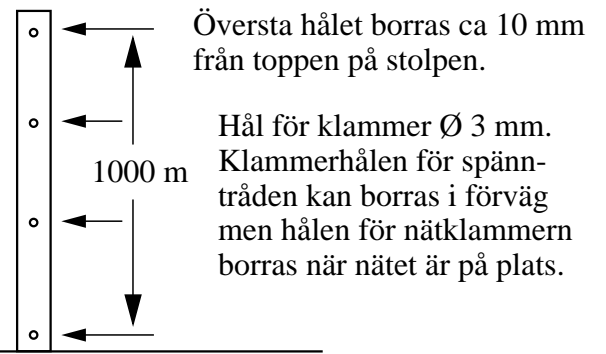 Översta hålet borras ca 10 mm
från toppen på stolpen.
Hål för klammer Ø 3 mm.
Klammerhålen för spänn-
tråden kan borras i förväg
men hålen för nätklammern
borras när nätet är på plats.
1000 m